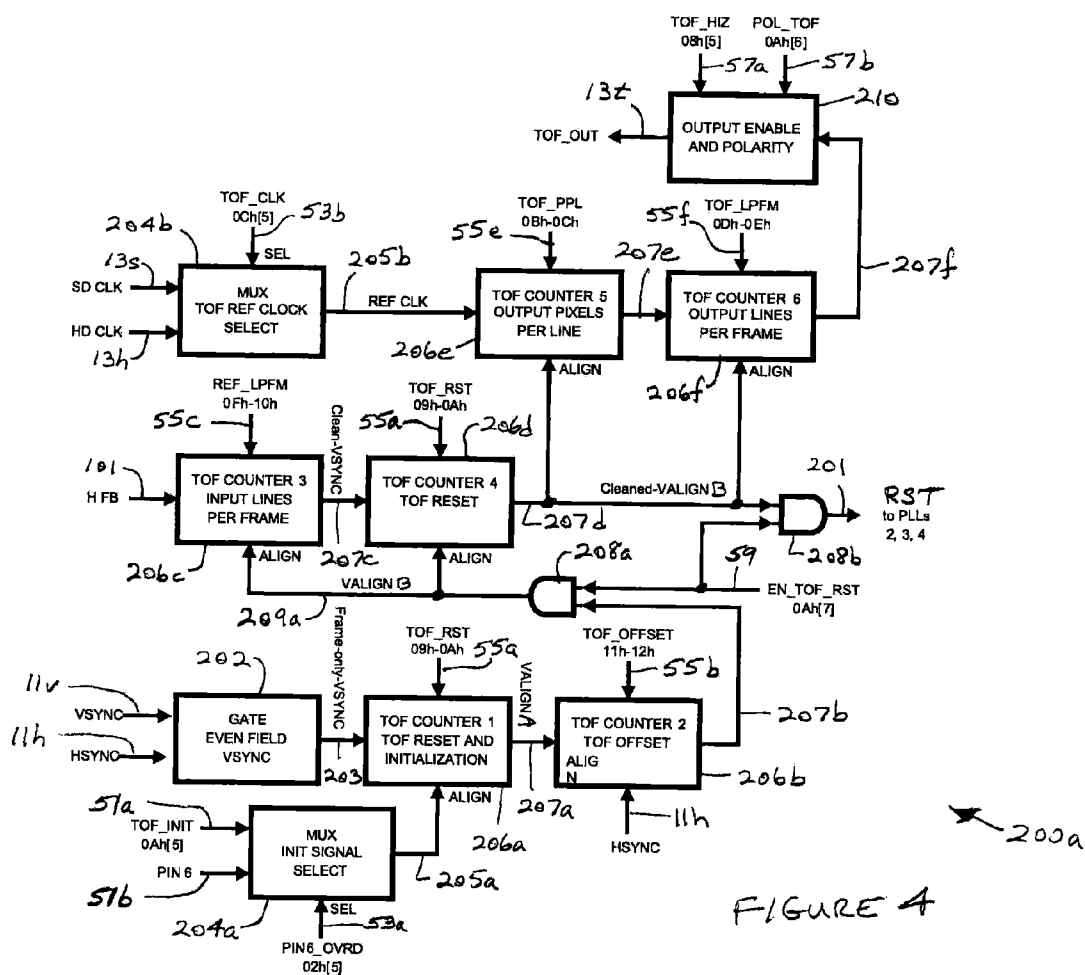 TOF_HIZ
08h[5]
POL_TOF
0Ah[6]
57a
57b
13t
210
TOF_OUT
OUTPUT ENABLE
AND POLARITY
TOF_CLK
0Ch[5]
53b
204b
SEL
13s
SD CLK
HD CLK
13h
MUX
TOF REF CLOCK
SELECT
205b
REF CLK
TOF_PPL
0Bh-0Ch
55e
207e
TOF COUNTER 5
OUTPUT PIXELS
PER LINE
206e
ALIGN
TOF_LPFM
0Dh-0Eh
55f
207f
TOF COUNTER 6
OUTPUT LINES
PER FRAME
206f
ALIGN
REF_LPFM
0Fh-10h
55c
101
H FB
TOF COUNTER 3
INPUT LINES
PER FRAME
206c
ALIGN
Clean-VSYNC
207c
TOF_RST
09h-0Ah
55a
206d
TOF COUNTER 4
TOF RESET
ALIGN
207d
Cleaned-VALIGN B
201
RST
to PLLs
2, 3, 4
208b
208a
59
EN_TOF_RST
0Ah[7]
VALIGN B
209a
202
11v
VSYNC
11h
HSYNC
GATE
EVEN FIELD
VSYNC
Frame-only-VSYNC
203
TOF_RST
09h-0Ah
55a
TOF COUNTER 1
TOF RESET AND
INITIALIZATION
ALIGN
206a
VALIGN A
207a
TOF_OFFSET
11h-12h
55b
TOF COUNTER 2
TOF OFFSET
ALIG
N
207b
206b
11h
HSYNC
51a
TOF_INIT
0Ah[5]
PIN 6
51b
MUX
INIT SIGNAL
SELECT
205a
204a
SEL
53a
PIN6_OVRD
02h[5]
200a
FIGURE 4